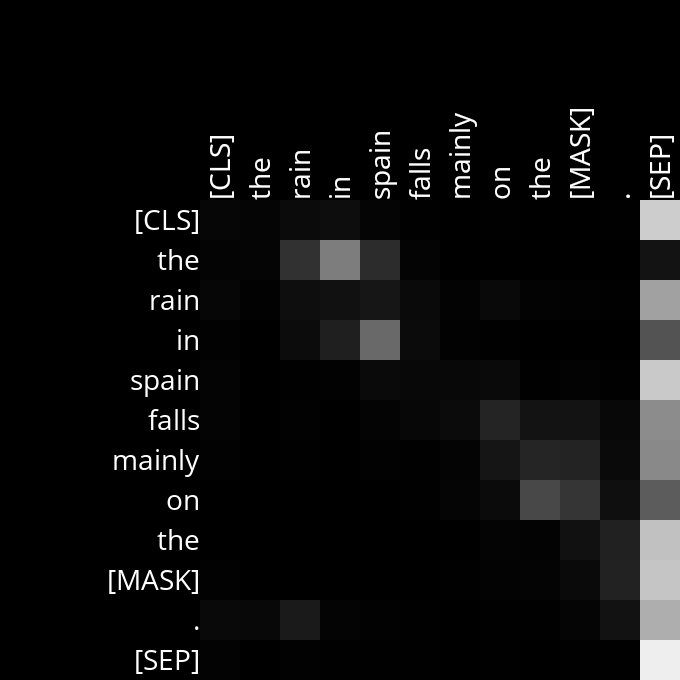 [CLS] the rain in spain falls mainly on the [MASK] . [SEP]
[CLS]
the
rain
in
spain
falls
mainly
on
the
[MASK]
.
[SEP]